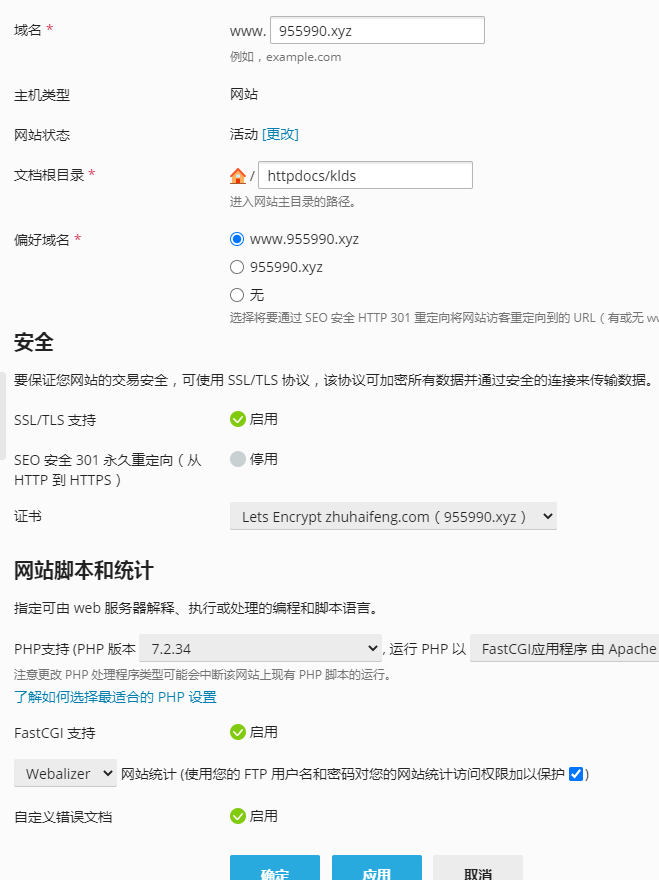 域名 * www. 955990.xyz
例如，example.com
主机类型 网站
网站状态 活动 [更改]
文档根目录 * / httpdocs/klds
进入网站主目录的路径。
偏好域名 * www.955990.xyz
955990.xyz
无
选择将要通过 SEO 安全 HTTP 301 重定向将网站访客重定向到的 URL（有或无 ww
安全
要保证您网站的交易安全，可使用 SSL/TLS 协议，该协议可加密所有数据并通过安全的连接来传输数据。
SSL/TLS 支持 启用
SEO 安全 301 永久重定向（从 停用
HTTP 到 HTTPS）
证书 Lets Encrypt zhuhaifeng.com（955990.xyz）
网站脚本和统计
指定可由 web 服务器解释、执行或处理的编程和脚本语言。
PHP支持 (PHP 版本 7.2.34 , 运行 PHP 以 FastCGI应用程序 由 Apache
注意更改 PHP 处理程序类型可能会中断该网站上现有 PHP 脚本的运行。
了解如何选择最适合的 PHP 设置
FastCGI 支持 启用
Webalizer 网站统计 (使用您的 FTP 用户名和密码对您的网站统计访问权限加以保护 )
自定义错误文档 启用
确定 应用 取消